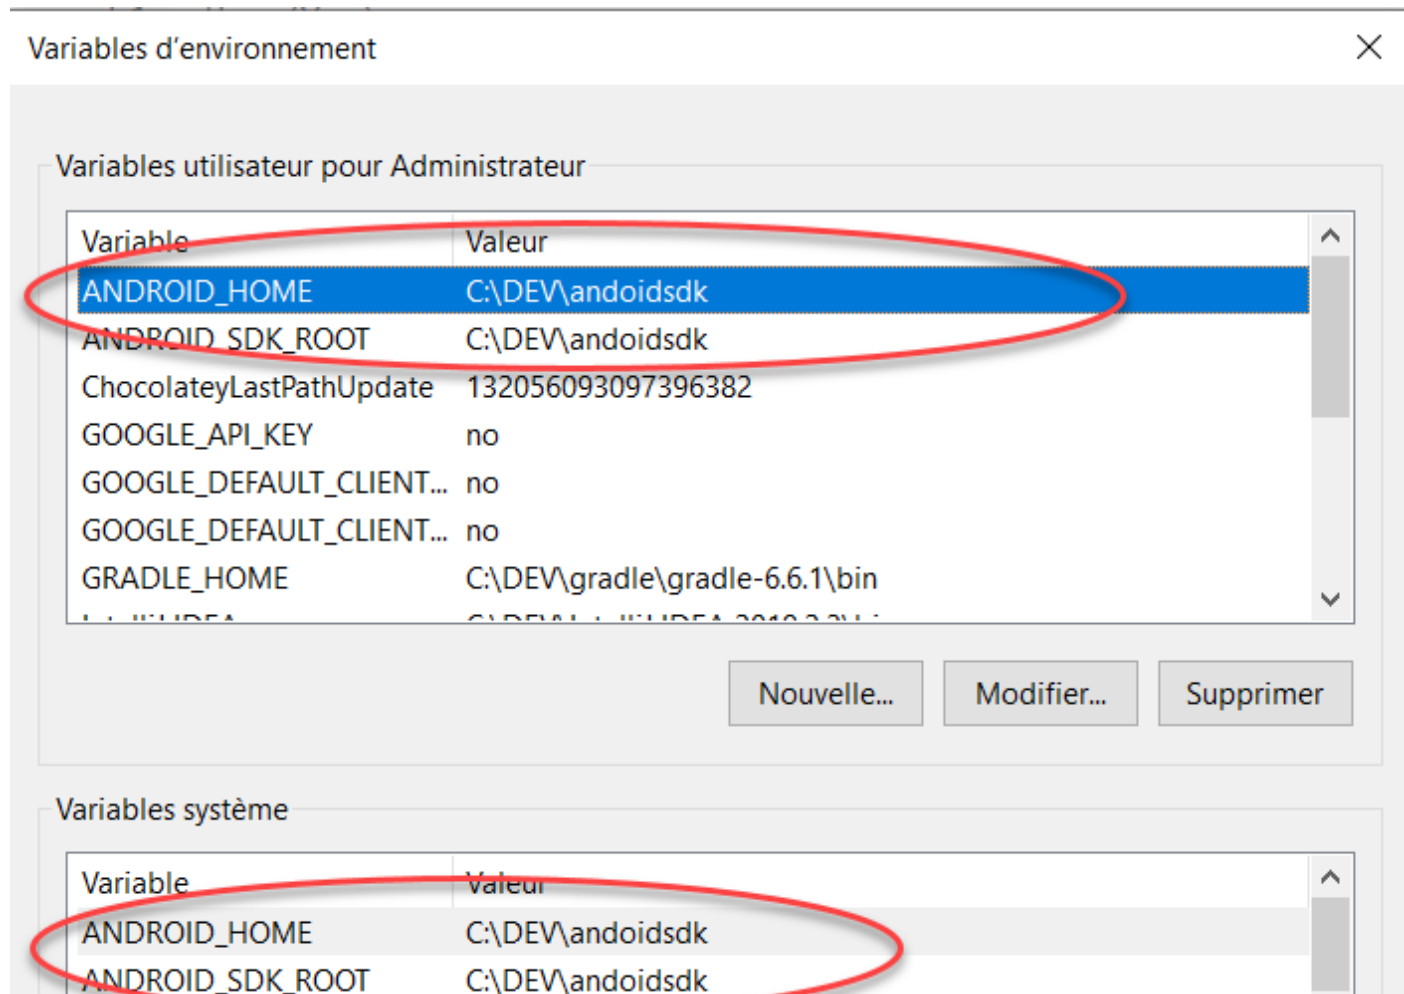 Variables d'environnement
Variables utilisateur pour Administrateur
Variable Valeur
ANDROID_HOME C:\DEV\andoidsdk
ANDROID_SDK_ROOT C:\DEV\andoidsdk
ChocolateyLastPathUpdate 132056093097396382
GOOGLE_API_KEY no
GOOGLE_DEFAULT_CLIENT... no
GOOGLE_DEFAULT_CLIENT... no
GRADLE_HOME C:\DEV\gradle\gradle-6.6.1\bin
Nouvelle... Modifier... Supprimer
Variables système
Variable Valeur
ANDROID_HOME C:\DEV\andoidsdk
ANDROID_SDK_ROOT C:\DEV\andoidsdk